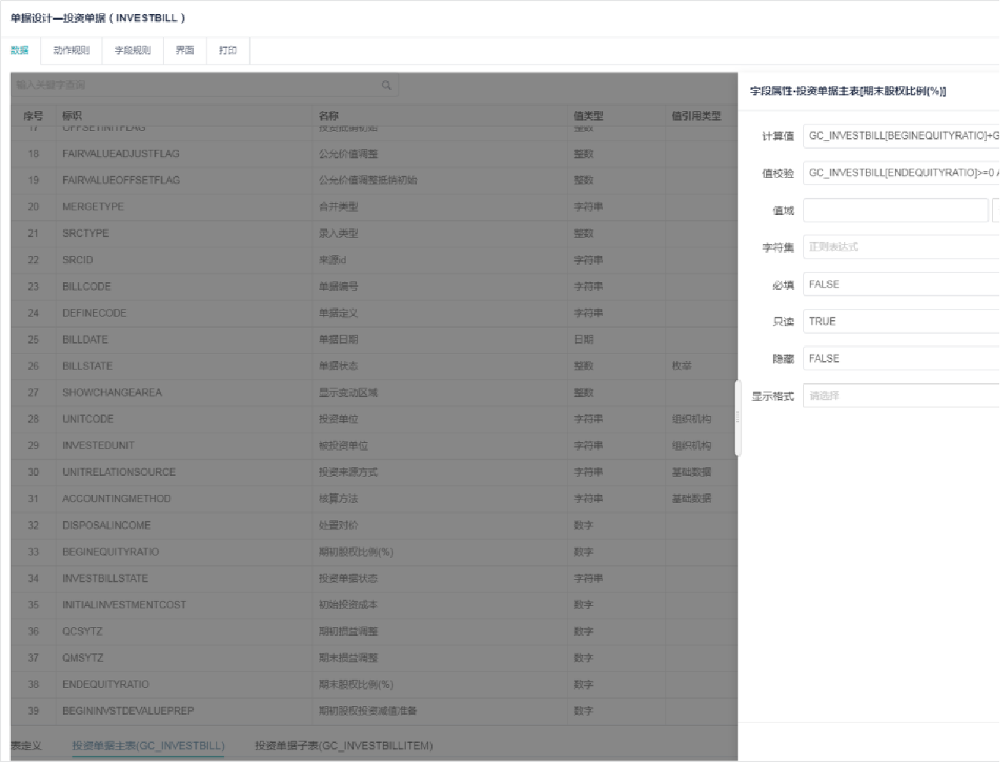 单据设计—投资单据（INVESTBILL）
数据 动作规则 字段规则 界面 打印
输入关键字查询
序号 标识 名称 值类型 值引用类型
17 OFFSETINITFLAG 投资抵销初始 整数
18 FAIRVALUEADJUSTFLAG 公允价值调整 整数
19 FAIRVALUEOFFSETFLAG 公允价值调整抵销初始 整数
20 MERGETYPE 合并类型 字符串
21 SRCTYPE 录入类型 整数
22 SRCID 来源id 字符串
23 BILLCODE 单据编号 字符串
24 DEFINECODE 单据定义 字符串
25 BILLDATE 单据日期 日期
26 BILLSTATE 单据状态 整数 枚举
27 SHOWCHANGEAREA 显示变动区域 整数
28 UNITCODE 投资单位 字符串 组织机构
29 INVESTEDUNIT 被投资单位 字符串 组织机构
30 UNITRELATIONSOURCE 投资来源方式 字符串 基础数据
31 ACCOUNTINGMETHOD 核算方法 字符串 基础数据
32 DISPOSALINCOME 处置对价 数字
33 BEGINEQUITYRATIO 期初股权比例(%) 数字
34 INVESTBILLSTATE 投资单据状态 字符串
35 INITIALINVESTMENTCOST 初始投资成本 数字
36 QCSYTZ 期初损益调整 数字
37 QMSYTZ 期末损益调整 数字
38 ENDEQUITYRATIO 期末股权比例(%) 数字
39 BEGININVSTDEVALUEPREP 期初股权投资减值准备 数字
表定义 投资单据主表(GC_INVESTBILL) 投资单据子表(GC_INVESTBILLITEM)
字段属性-投资单据主表[期末股权比例(%)]
计算值 GC_INVESTBILL[BEGINEQUITYRATIO]+G
值校验 GC_INVESTBILL[ENDEQUITYRATIO]>=0 A
值域
字符集 正则表达式
必填 FALSE
只读 TRUE
隐藏 FALSE
显示格式 请选择